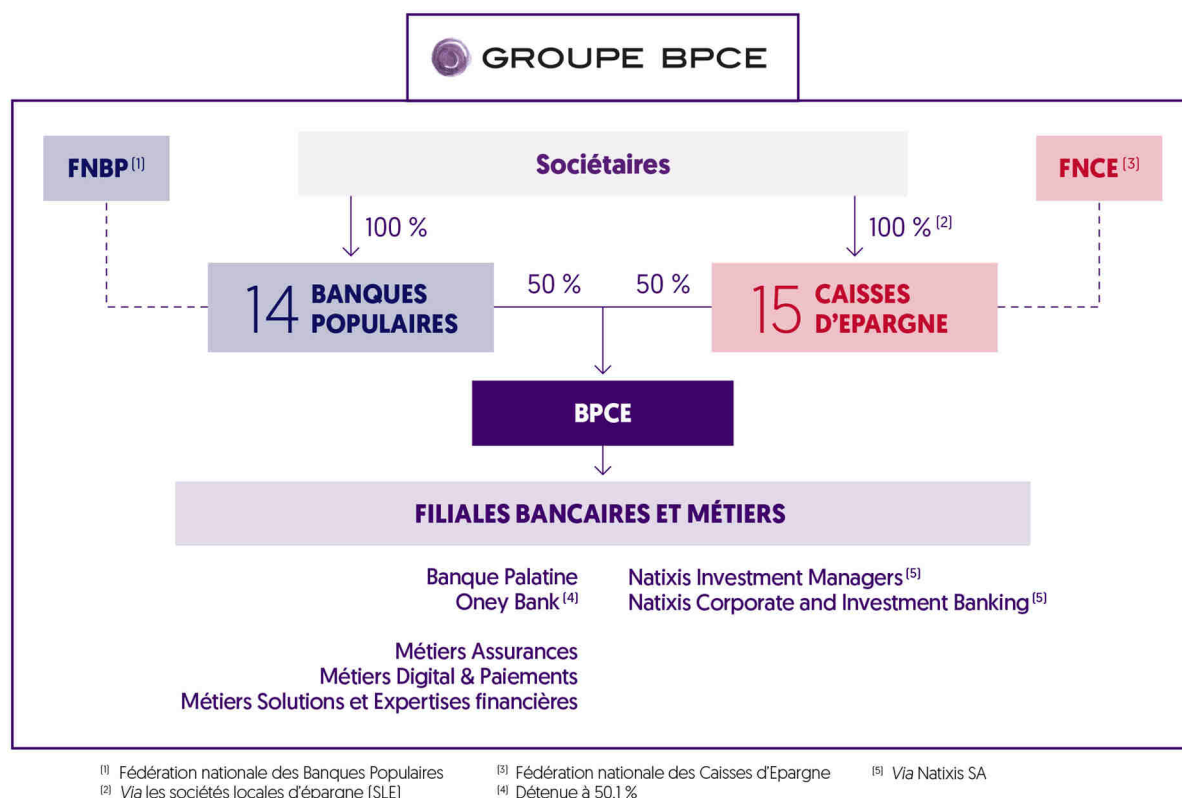 GROUPE BPCE
FNBP (1)
Sociétaires
FNCE (3)
100 %
100 % (2)
14 BANQUES
POPULAIRES
50 %
50 %
15 CAISSES
D'EPARGNE
BPCE
FILIALES BANCAIRES ET MÉTIERS
Banque Palatine
Oney Bank (4)
Natixis Investment Managers (5)
Natixis Corporate and Investment Banking (5)
Métiers Assurances
Métiers Digital & Paiements
Métiers Solutions et Expertises financières
(1) Fédération nationale des Banques Populaires
(2) Via les sociétés locales d'épargne (SLE)
(3) Fédération nationale des Caisses d'Epargne
(4) Détenue à 50,1 %
(5) Via Natixis SA